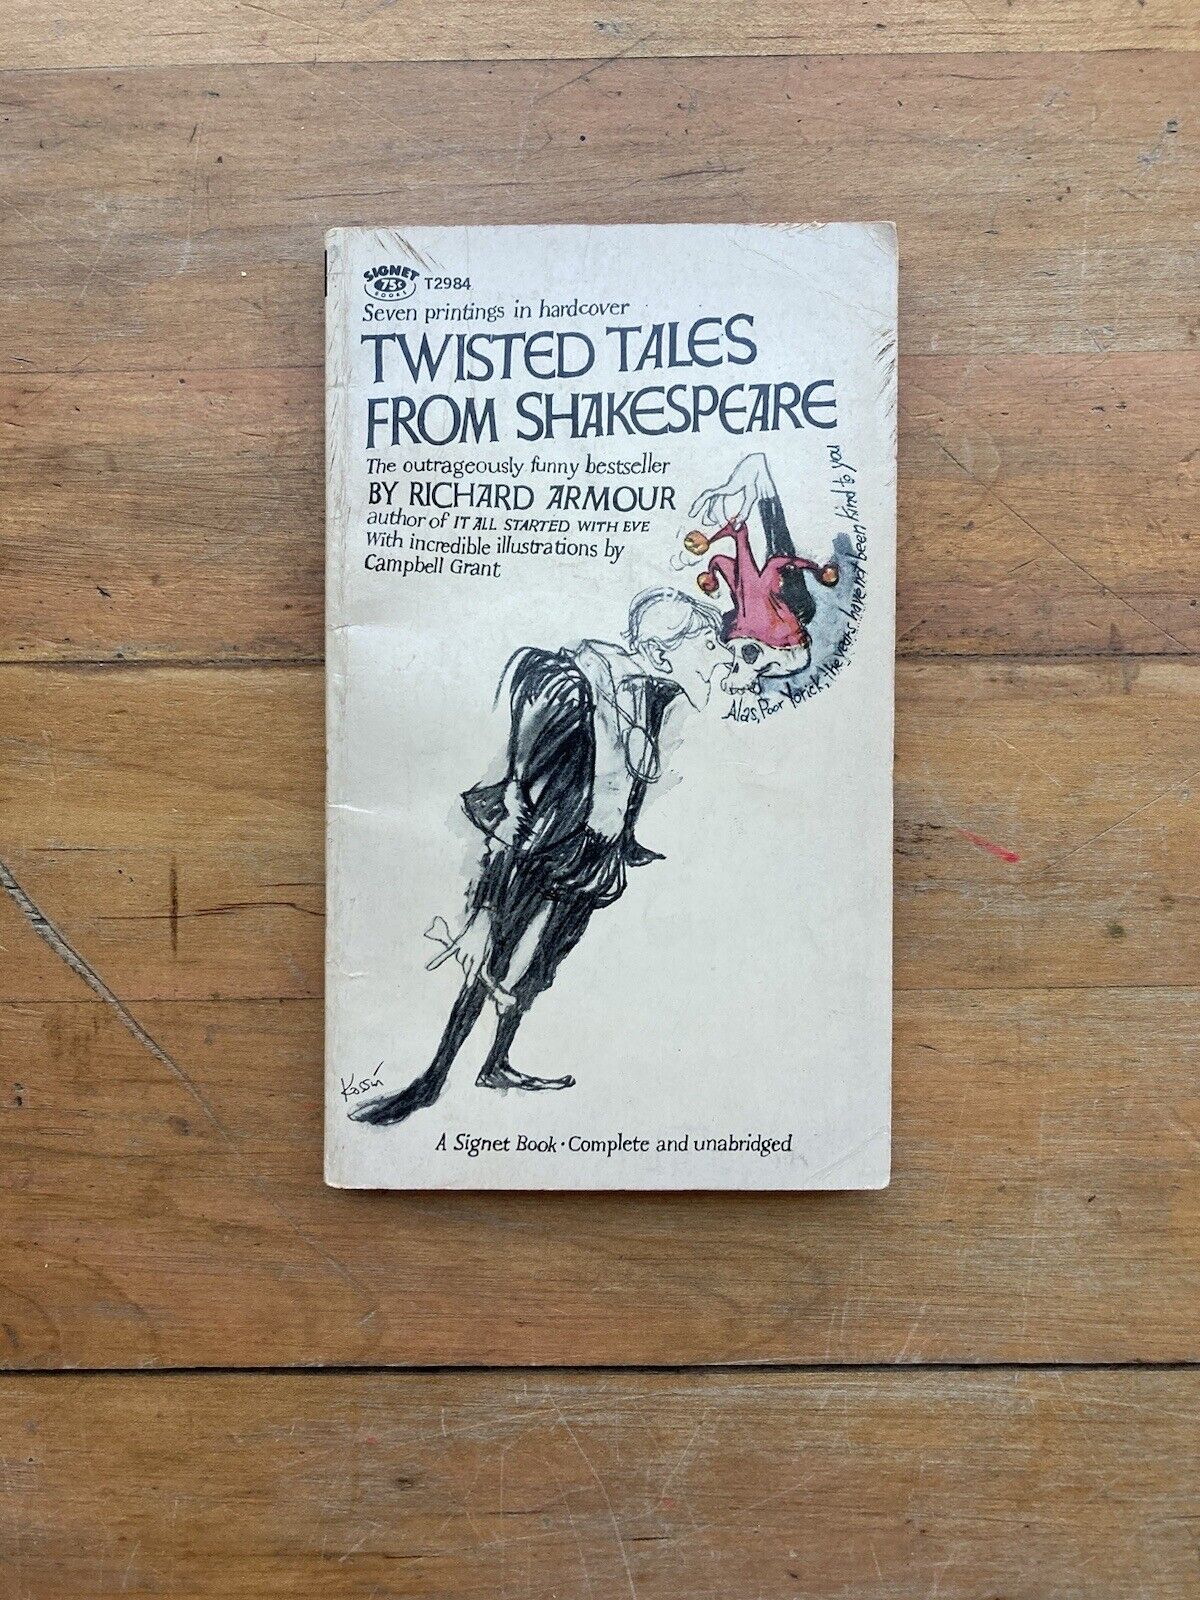 SIGNET
75¢
BOOKS
T2984
Seven printings in hardcover
TWISTED TALES
FROM SHAKESPEARE
The outrageously funny bestseller
BY RICHARD ARMOUR
author of IT ALL STARTED WITH EVE
With incredible illustrations by
Campbell Grant
Alas, Poor Yorick, the years have not been kind to you
Kossin
A Signet Book · Complete and unabridged